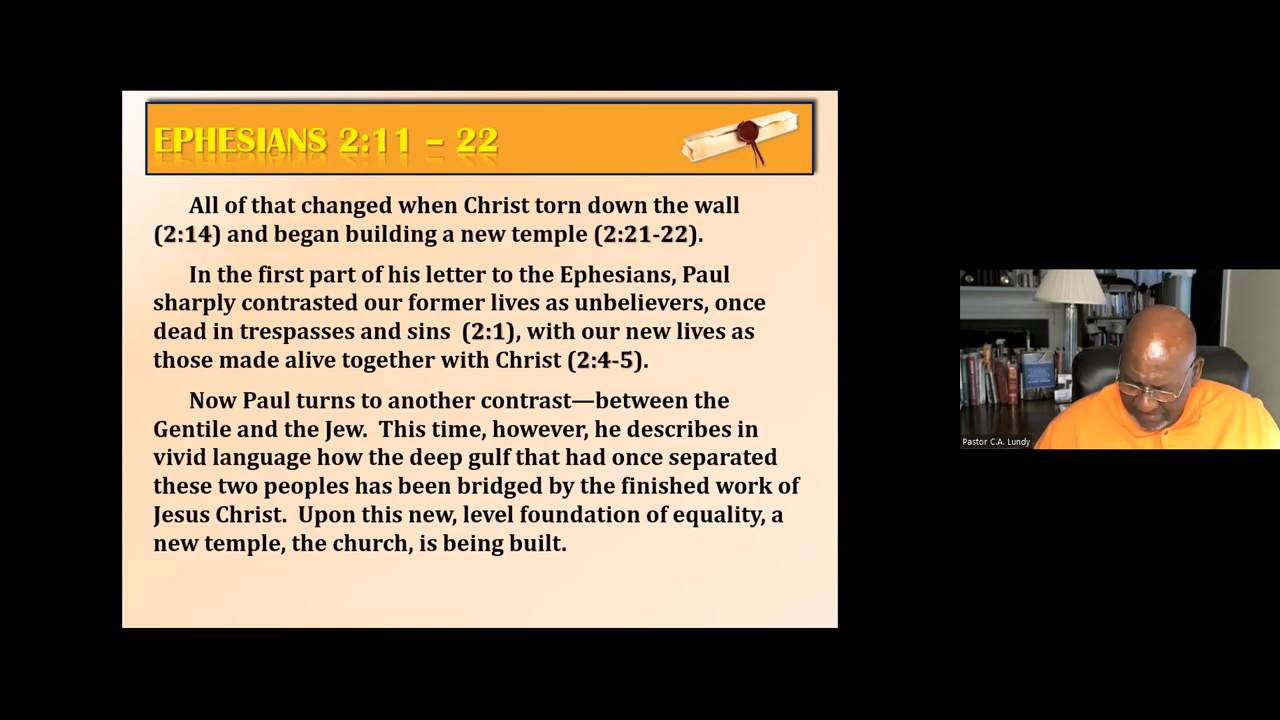 EPHESIANS 2:11 – 22
All of that changed when Christ torn down the wall
(2:14) and began building a new temple (2:21-22).
In the first part of his letter to the Ephesians, Paul
sharply contrasted our former lives as unbelievers, once
dead in trespasses and sins (2:1), with our new lives as
those made alive together with Christ (2:4-5).
Now Paul turns to another contrast—between the
Gentile and the Jew. This time, however, he describes in
vivid language how the deep gulf that had once separated
these two peoples has been bridged by the finished work of
Jesus Christ. Upon this new, level foundation of equality, a
new temple, the church, is being built.
Pastor C.A. Lundy